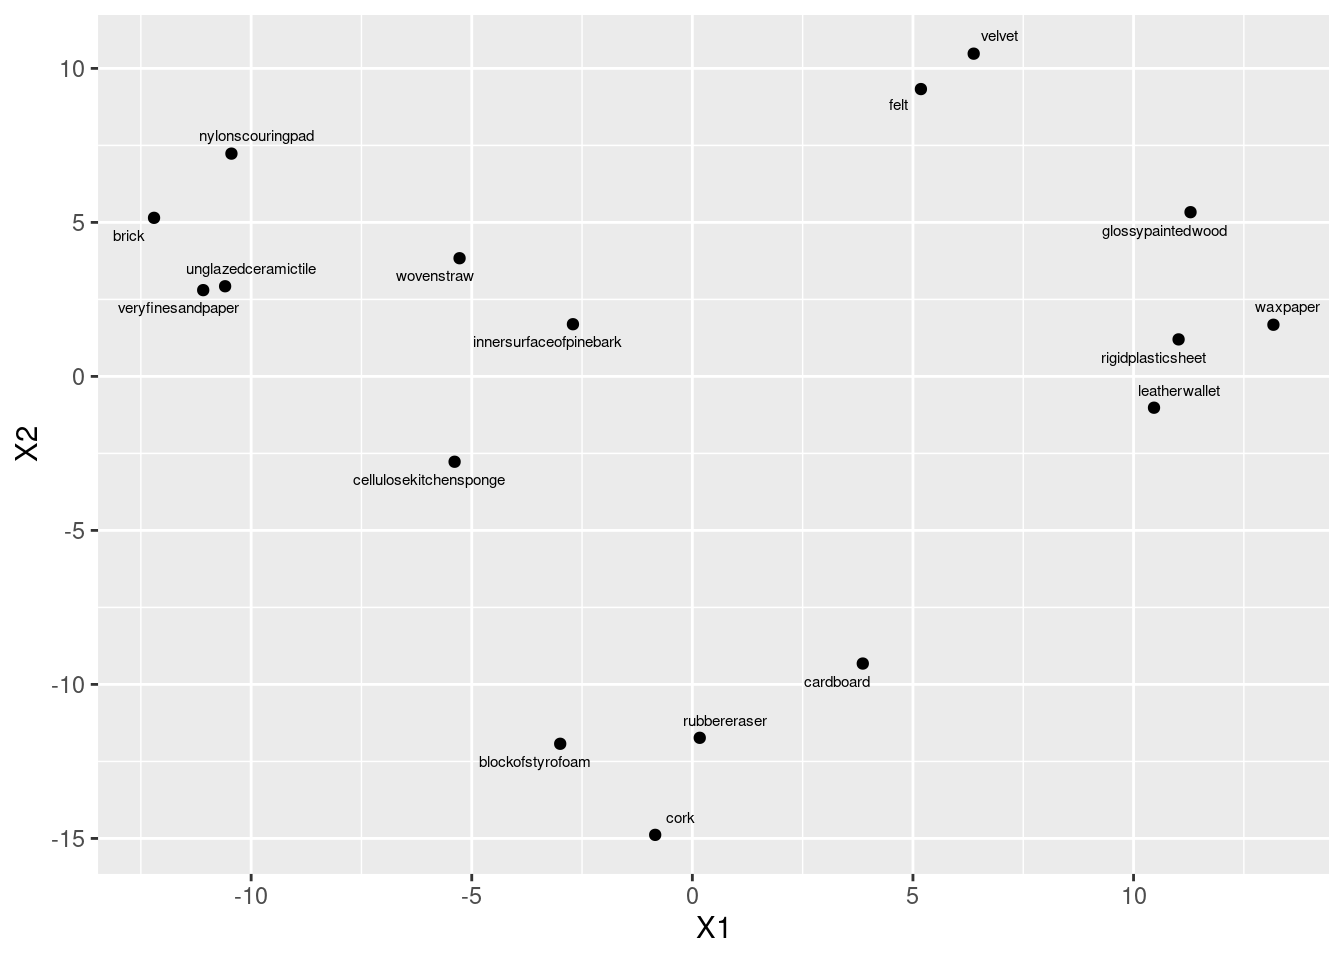 velvet
10
felt
nylonscouringpad
glossypaintedwood
5
brick
unglazedceramictile
wovenstraw
veryfinesandpaper
waxpaper
innersurfaceofpinebark
rigidplasticsheet
0
leatherwallet
X2
cellulosekitchensponge
-5
cardboard
-10
rubbereraser
blockofstyrofoam
cork
-15
-10
-5
0
5
10
X1